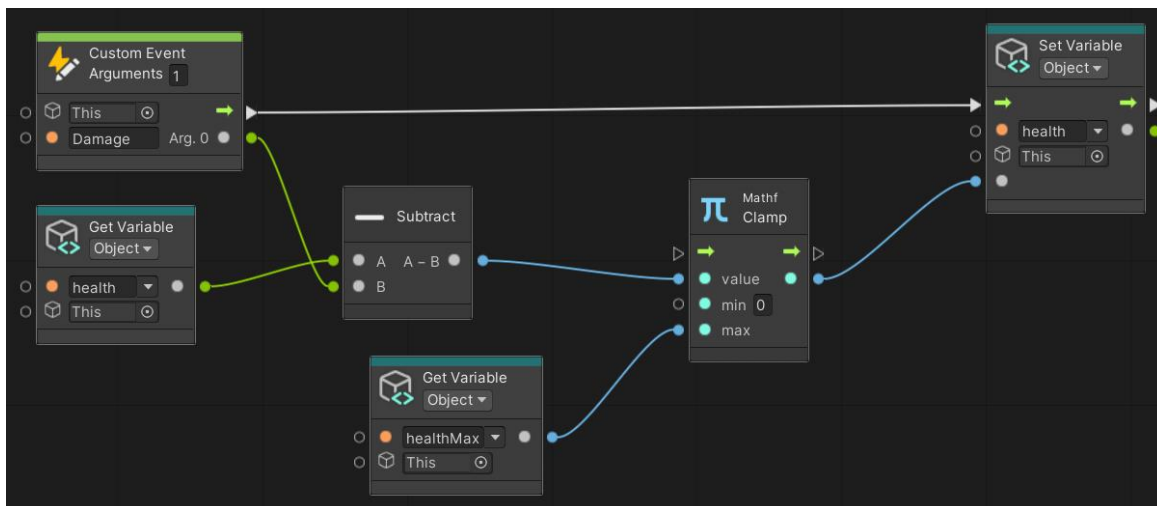 Custom Event
Arguments 1
This
Damage Arg. 0
Get Variable
Object
health
This
Subtract
A A – B
B
Get Variable
Object
healthMax
This
π Mathf
Clamp
value
min 0
max
Set Variable
Object
health
This